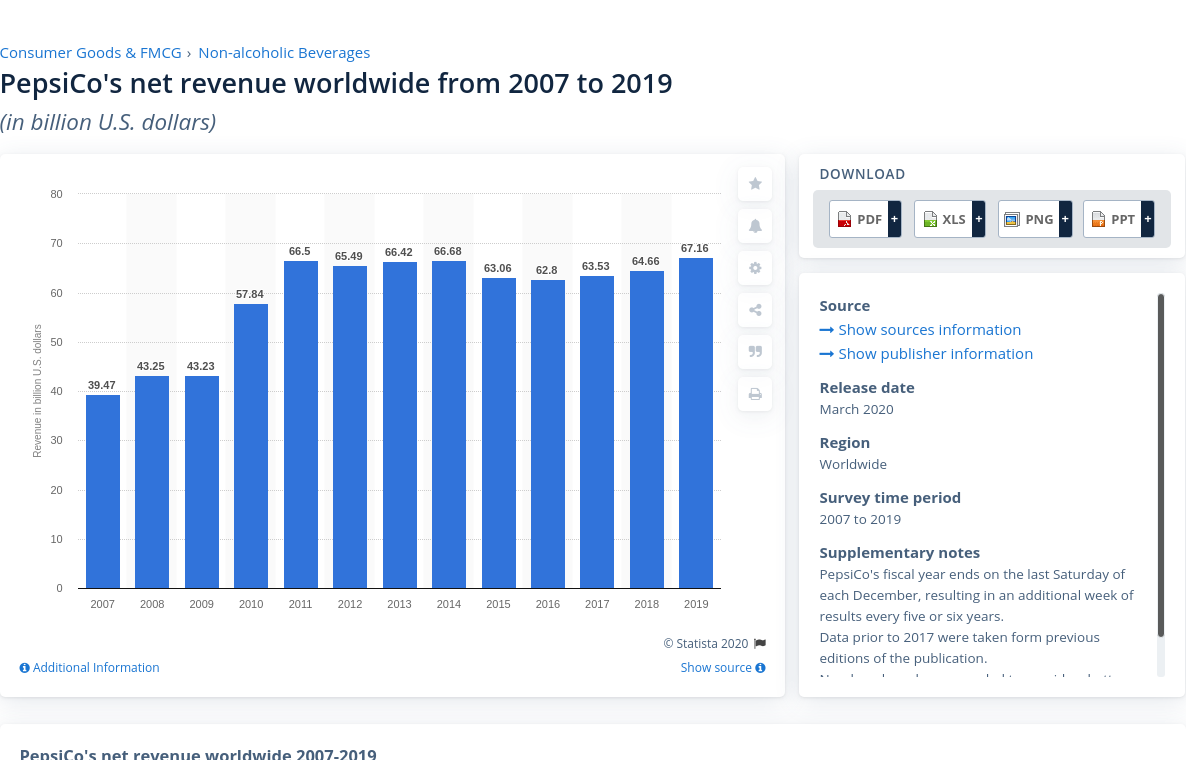 Consumer Goods & FMCG › Non-alcoholic Beverages
PepsiCo's net revenue worldwide from 2007 to 2019
(in billion U.S. dollars)
80
70
60
50
40
30
20
10
0
Revenue in billion U.S. dollars
39.47
43.25
43.23
57.84
66.5
65.49
66.42
66.68
63.06
62.8
63.53
64.66
67.16
2007 2008 2009 2010 2011 2012 2013 2014 2015 2016 2017 2018 2019
© Statista 2020
Additional Information
Show source
DOWNLOAD
PDF + XLS + PNG + PPT +
Source
Show sources information
Show publisher information
Release date
March 2020
Region
Worldwide
Survey time period
2007 to 2019
Supplementary notes
PepsiCo's fiscal year ends on the last Saturday of
each December, resulting in an additional week of
results every five or six years.
Data prior to 2017 were taken form previous
editions of the publication.
PepsiCo's net revenue worldwide 2007-2019